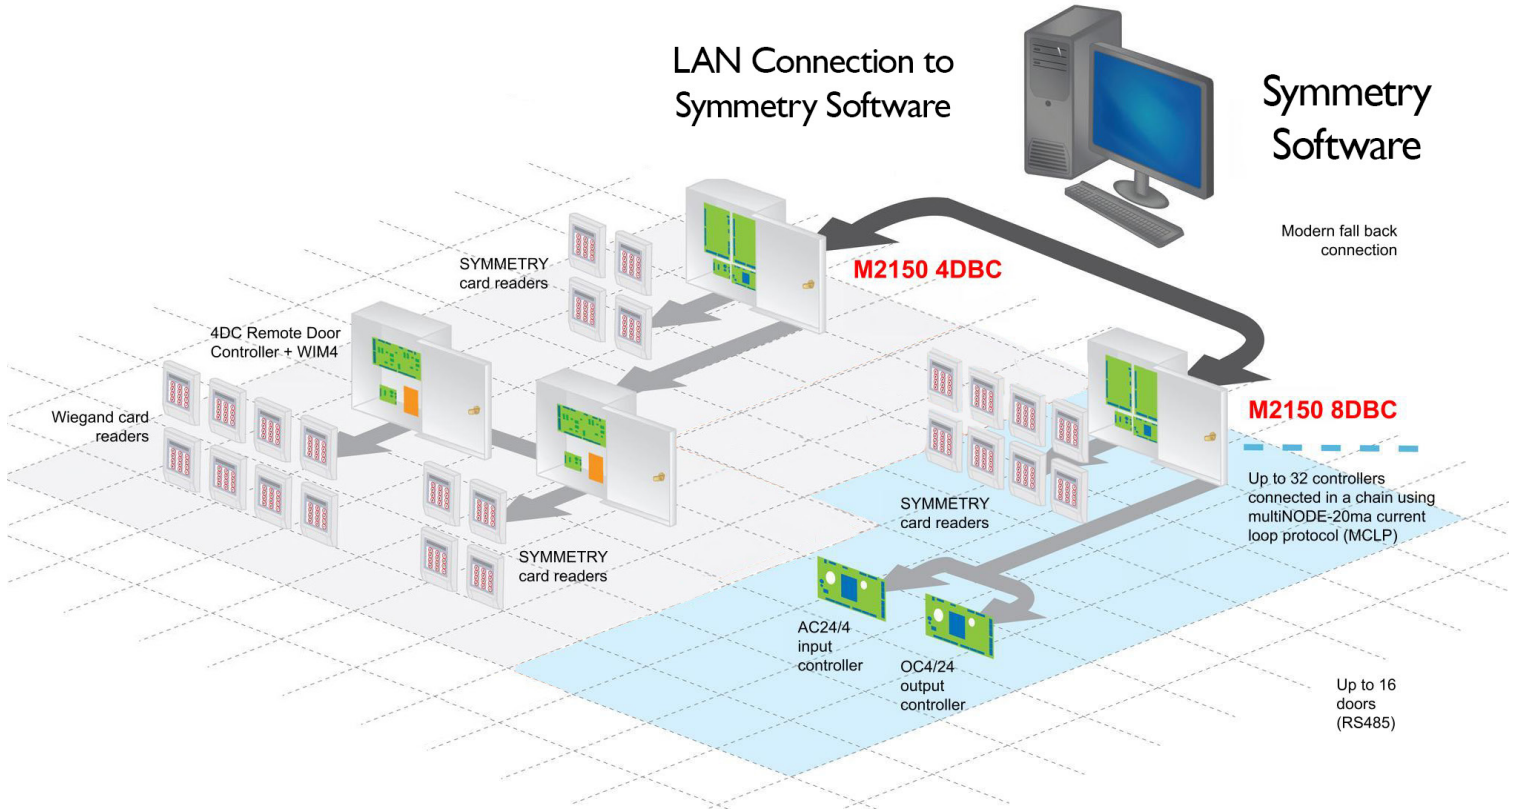 LAN Connection to
Symmetry Software
Symmetry
Software
Modern fall back
connection
SYMMETRY
card readers
M2150 4DBC
4DC Remote Door
Controller + WIM4
Wiegand card
readers
M2150 8DBC
Up to 32 controllers
connected in a chain using
multiNODE-20ma current
loop protocol (MCLP)
SYMMETRY
card readers
SYMMETRY
card readers
AC24/4
input
controller
OC4/24
output
controller
Up to 16
doors
(RS485)